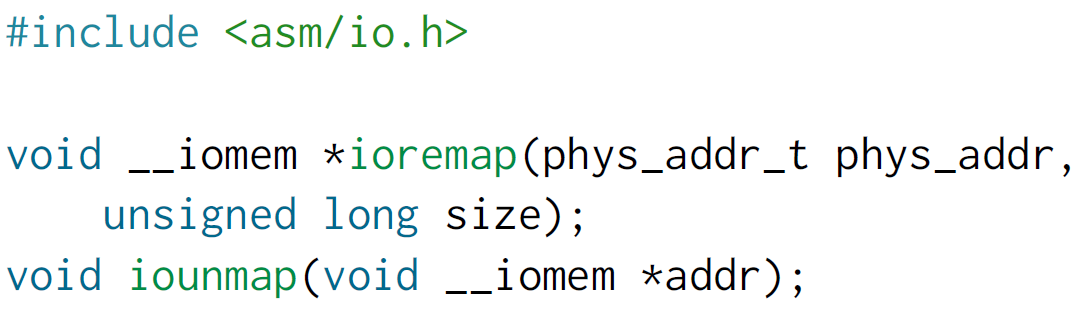 #include <asm/io.h>
void __iomem *ioremap(phys_addr_t phys_addr,
unsigned long size);
void iounmap(void __iomem *addr);